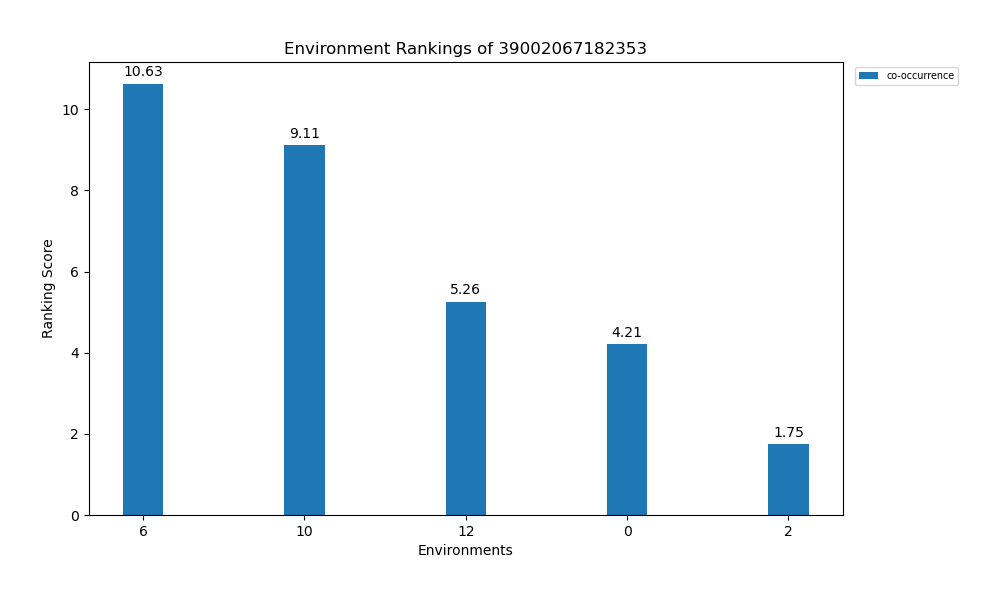 Environment Rankings of 39002067182353
co-occurrence
10.63
9.11
5.26
4.21
1.75
Ranking Score
10
8
6
4
2
0
6 10 12 0 2
Environments